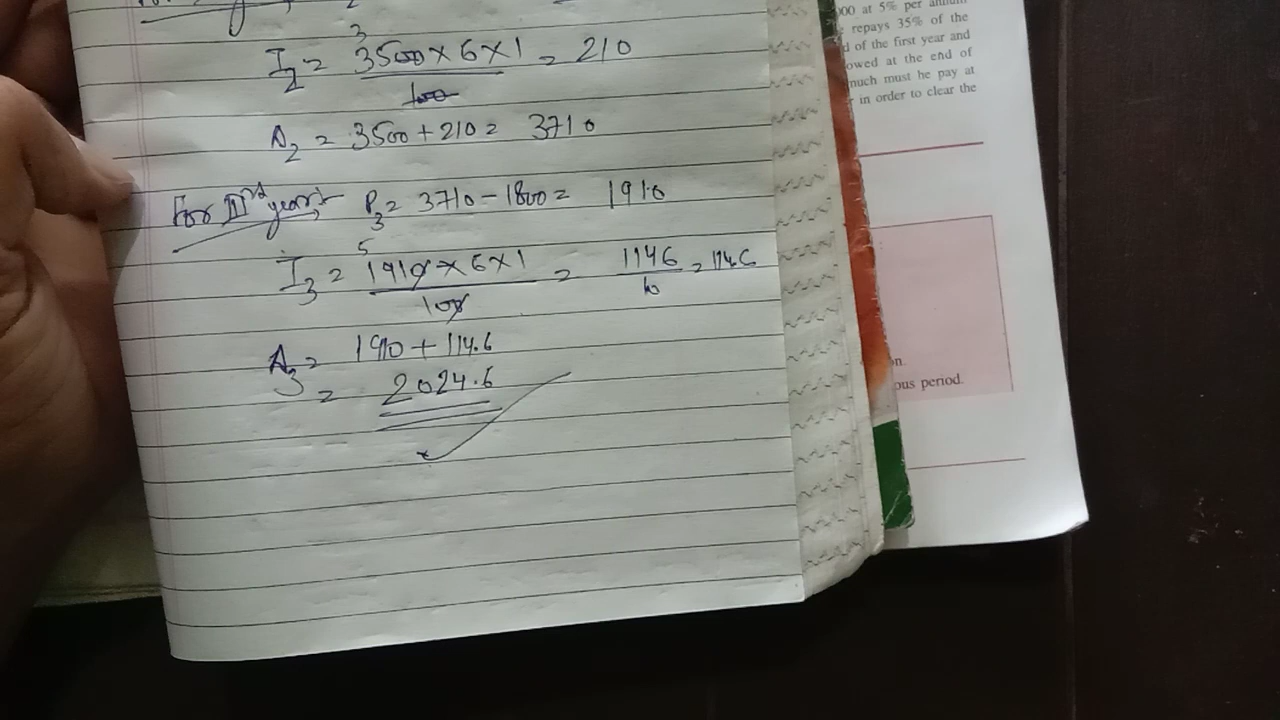 I₂ = 3500 × 6 × 1 / 100 = 210
A₂ = 3500 + 210 = 3710
For IIIrd year, P₃ = 3710 - 1800 = 1910
I₃ = 1910 × 6 × 1 / 100 = 1146 / 10 = 114.6
A₃ = 1910 + 114.6
= 2024.6
000 at 5% per annum
repays 35% of the
d of the first year and
owed at the end of
much must he pay at
r in order to clear the
n.
ous period.